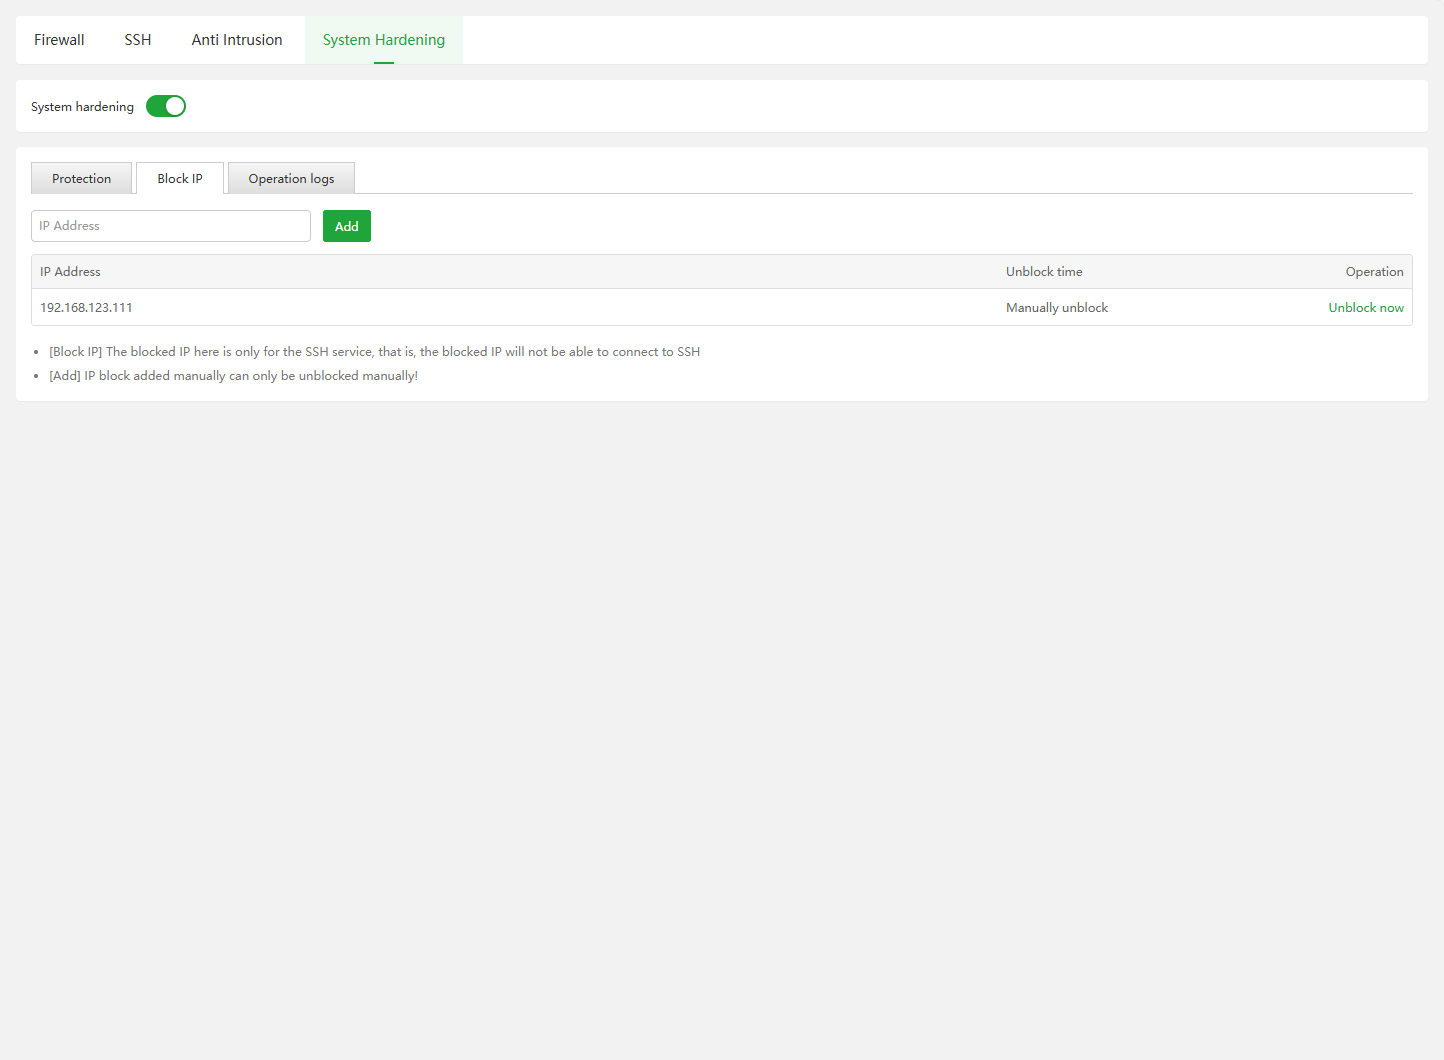 Firewall SSH Anti Intrusion System Hardening
System hardening
Protection Block IP Operation logs
IP Address Add
IP Address Unblock time Operation
192.168.123.111 Manually unblock Unblock now
• [Block IP] The blocked IP here is only for the SSH service, that is, the blocked IP will not be able to connect to SSH
• [Add] IP block added manually can only be unblocked manually!